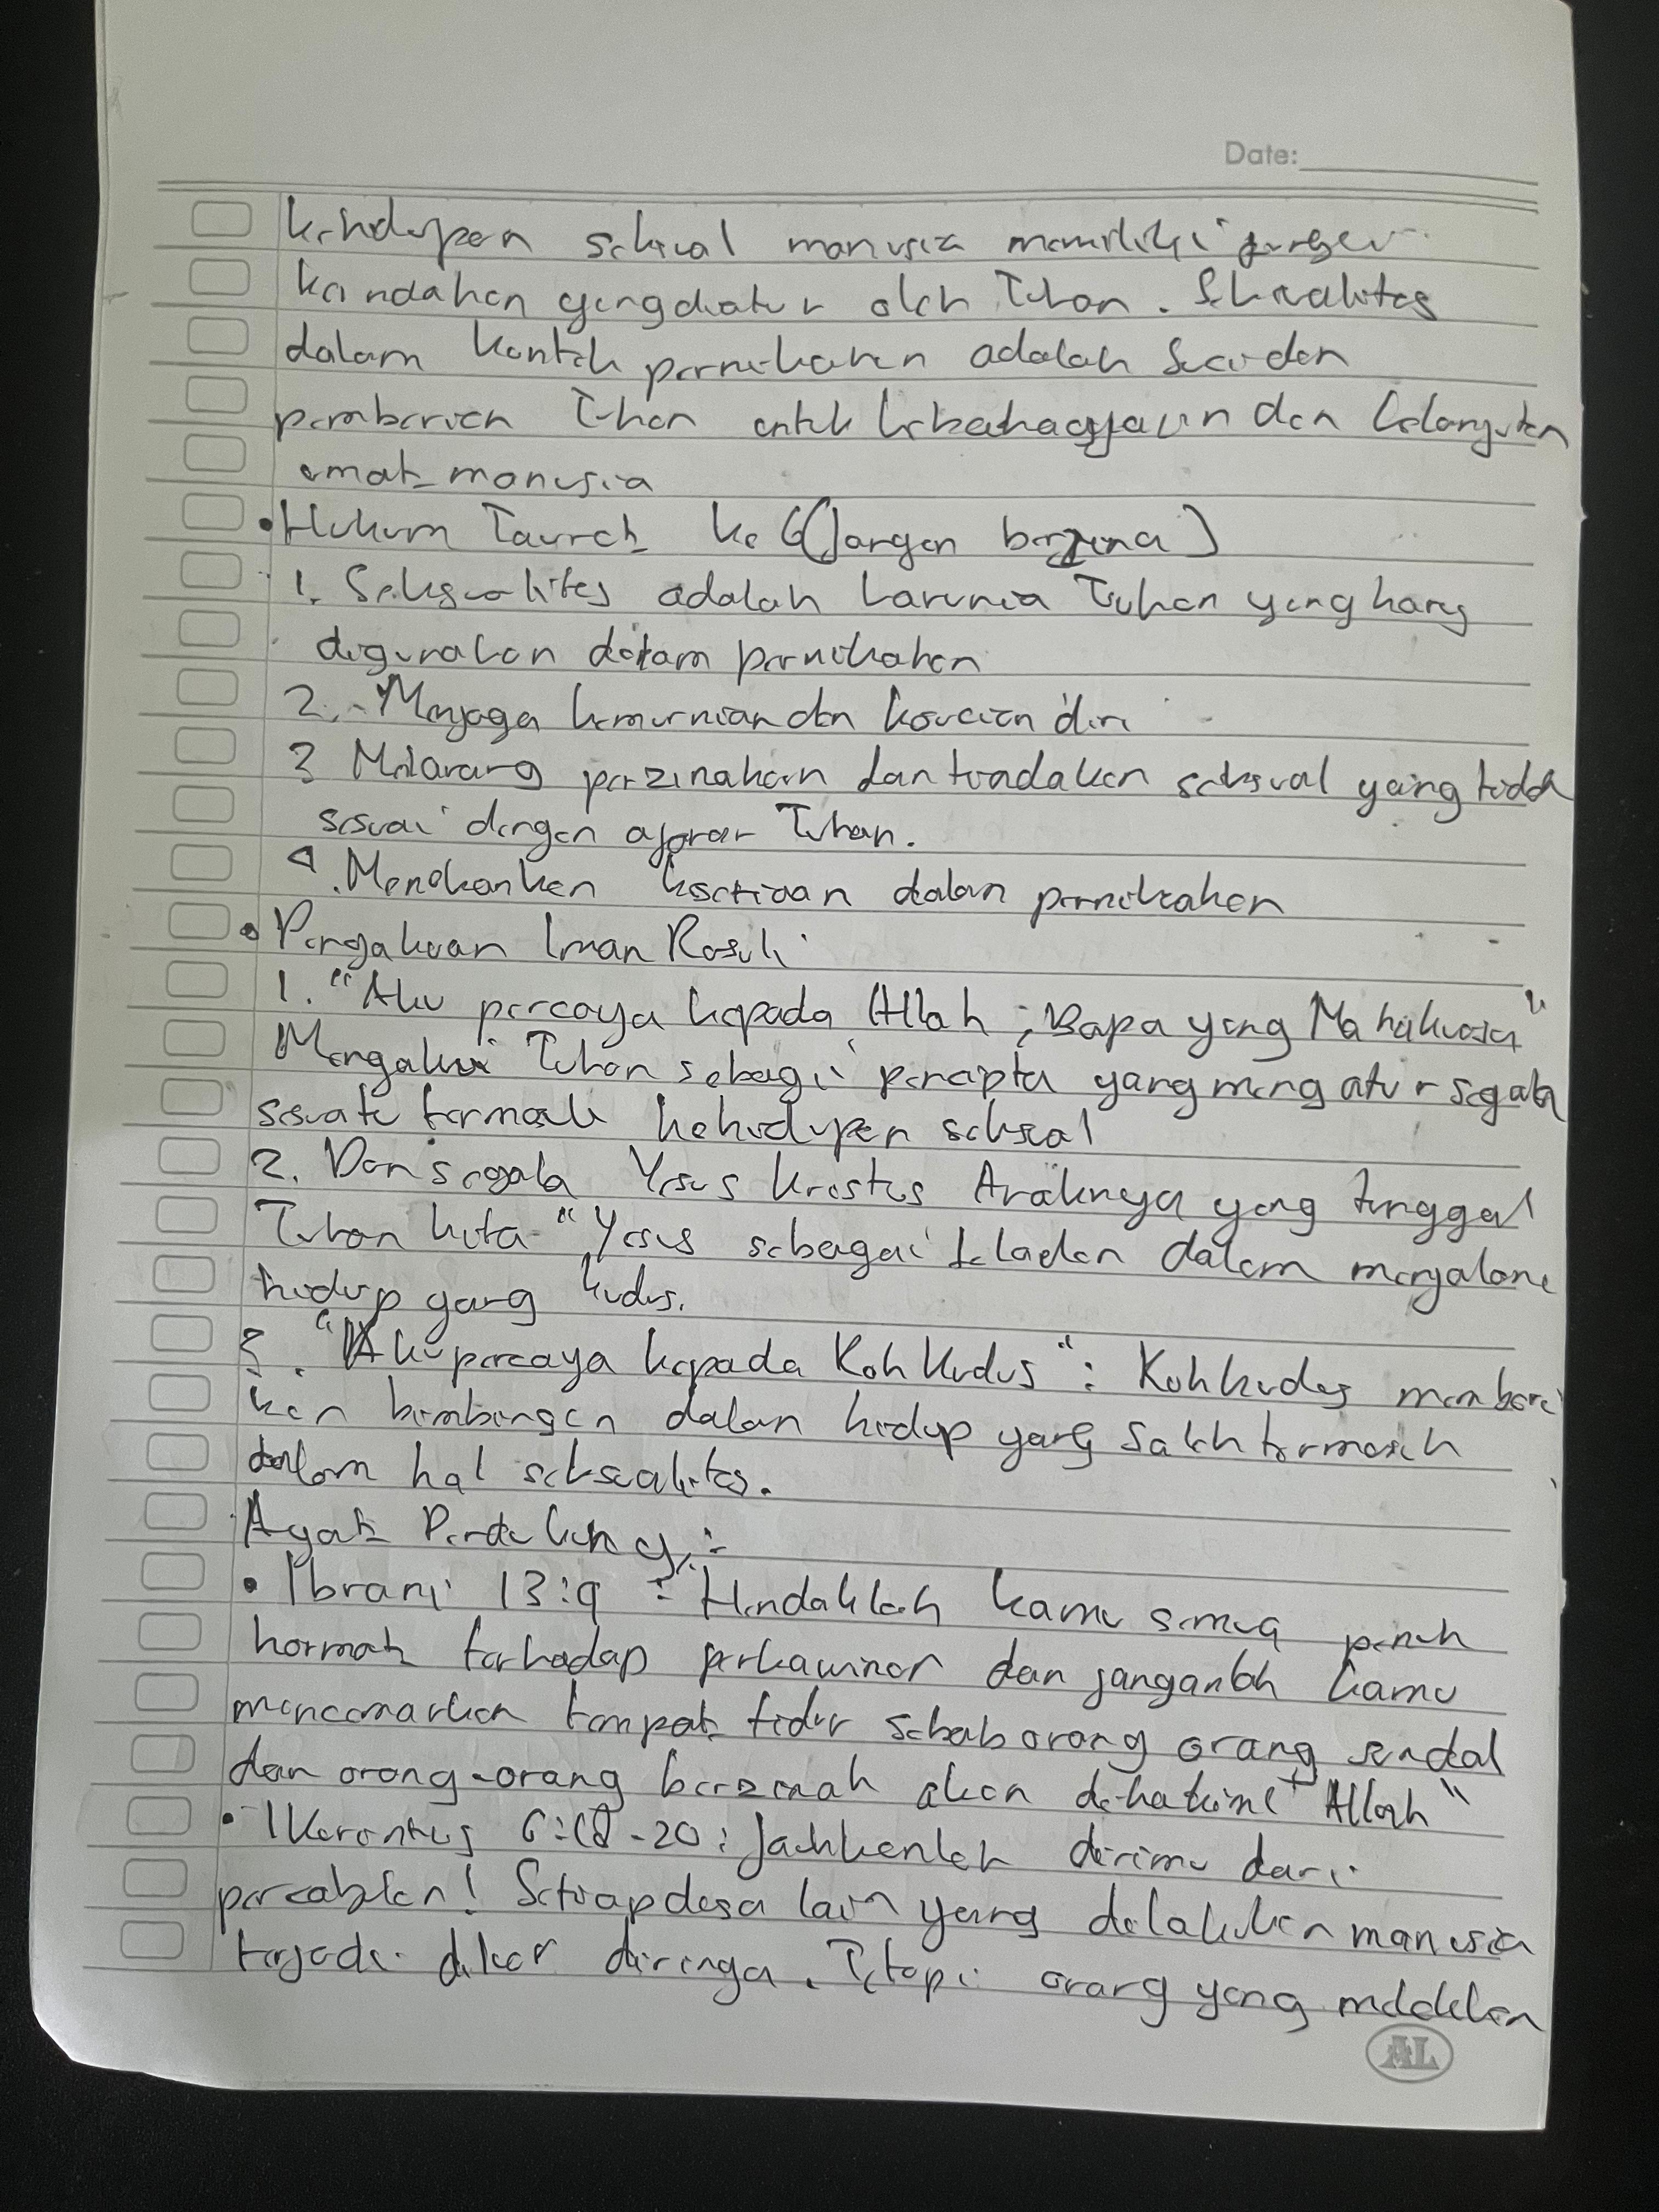 Date:
kehidupan seksual manusia memiliki
keindahan yang diatur oleh Tuhan. Seksualitas
dalam konteks pernikahan adalah suci dan
pemberian Tuhan untuk kebahagyaan dan kelanjutan
umat manusia
• Hukum Taurat ke 6 (Jangan berzina)
1. Seksualitas adalah karunia Tuhan yang harus
digunakan dalam pernikahan
2. Menjaga kemurnian dan kesucian diri
3 Melarang perzinahan dan tindakan seksual yang tidak
sesuai dengan Tuhan.
4. Menekankan kesetiaan dalam pernikahan
• Pengakuan Iman Rasuli
1. "Aku percaya kepada Allah, Bapa yang Mahakuasa"
Mengakui Tuhan sebagi pencipta yang mengatur segala
sesuatu termasuk kehidupan seksual
2. Dan segala Yesus Kristus Anaknya yang tunggal
Tuhan kita " Yesus sebagai teladan dalam menjalani
hidup yang kudus.
3. "Aku percaya kepada Roh Kudus" : Roh kudus memberi
kan bimbingan dalam hidup yang saleh termasuk
dalam hal seksualitas.
Ayat Pendukung :
• Ibrani 13:4 : Hendaklah kamu semua penuh
hormat terhadap perkawinan dan janganlah kamu
mencemarkan tempat tidur sebab orang orang sundal
dan orang-orang berzinah akan dihakimi Allah "
• 1 Korintus 6:18-20 : Jauhkanlah dirimu dari
percabulan! Setiap dosa lain yang dilakukan manusia
terjadi diluar dirinya. Tetapi orang yang melakukan
AL